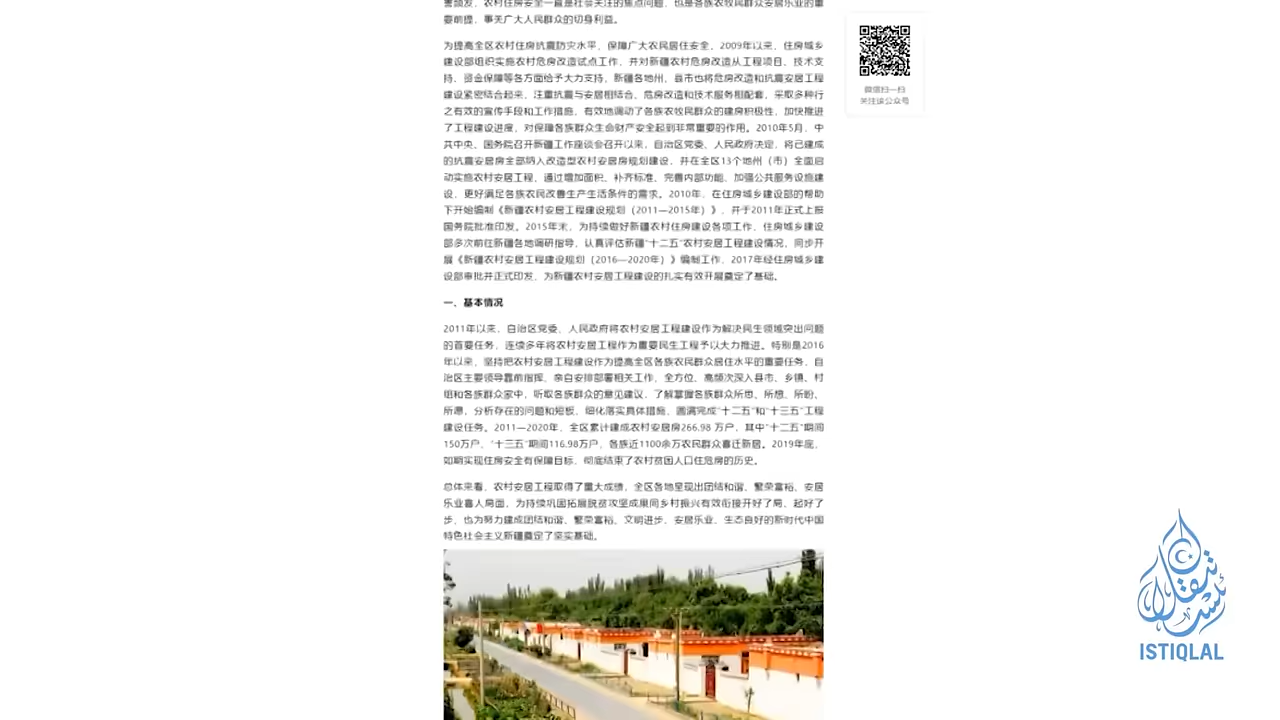 要前提，事关广大人民群众的切身利益。
为提高全区农村住房抗震防灾水平，保障广大农民居住安全，2009年以来，住房城乡
建设部组织实施农村危房改造试点工作，并对新疆农村危房改造从工程项目、技术支
持、资金保障等各方面给予大力支持，新疆各地州、县市也将危房改造和抗震安居工程
建设紧密结合起来，注重抗震与安居相结合、危房改造和技术服务相配套，采取多种行
之有效的宣传手段和工作措施，有效地调动了各族农牧民群众的建房积极性，加快推进
了工程建设进度，对保障各族群众生命财产安全起到非常重要的作用。2010年5月，中
共中央、国务院召开新疆工作座谈会召开以来，自治区党委、人民政府决定，将已建成
的抗震安居房全部纳入改造型农村安居房规划建设，并在全区13个地州（市）全面启
动实施农村安居工程，通过增加面积、补齐标准、完善内部功能、加强公共服务设施建
设，更好满足各族农民改善生产生活条件的需求。2010年，在住房城乡建设部的帮助
下开始编制《新疆农村安居工程建设规划（2011—2015年）》，并于2011年正式上报
国务院批准印发。2015年末，为持续做好新疆农村住房建设各项工作，住房城乡建设
部多次前往新疆各地调研指导，认真评估新疆“十二五”农村安居工程建设情况，同步开
展《新疆农村安居工程建设规划（2016—2020年）》编制工作，2017年经住房城乡建
设部审批并正式印发，为新疆农村安居工程建设的扎实有效开展奠定了基础。
一、基本情况
2011年以来，自治区党委、人民政府将农村安居工程建设作为解决民生领域突出问题
的首要任务，连续多年将农村安居工程作为重要民生工程予以大力推进。特别是2016
年以来，坚持把农村安居工程建设作为提高全区各族农民群众居住水平的重要任务，自
治区主要领导靠前指挥，亲自安排部署相关工作，全方位、高频次深入县市、乡镇、村
组和各族群众家中，听取各族群众的意见建议，了解掌握各族群众所思、所想、所盼、
所愿，分析存在的问题和短板，细化落实具体措施，圆满完成“十二五”和“十三五”工程
建设任务。2011—2020年，全区累计建成农村安居房266.98 万户，其中“十二五”期间
150万户，“十三五”期间116.98万户，各族近1100余万农民群众喜迁新居。2019年底，
如期实现住房安全有保障目标，彻底结束了农村贫困人口住危房的历史。
总体来看，农村安居工程取得了重大成绩，全区各地呈现出团结和谐、繁荣富裕、安居
乐业喜人局面，为持续巩固拓展脱贫攻坚成果同乡村振兴有效衔接开好了局、起好了
步，也为努力建成团结和谐、繁荣富裕、文明进步、安居乐业、生态良好的新时代中国
特色社会主义新疆奠定了坚实基础。
微信扫一扫
关注该公众号
ISTIQLAL